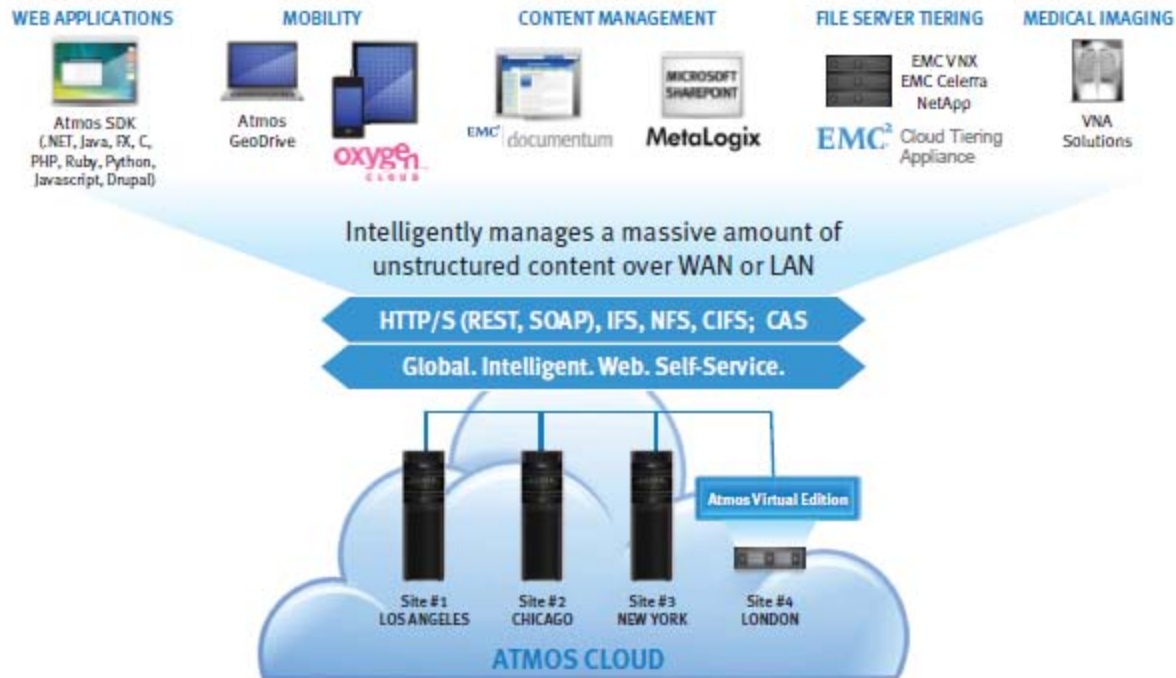 WEB APPLICATIONS
MOBILITY
CONTENT MANAGEMENT
FILE SERVER TIERING
MEDICAL IMAGING
Atmos SDK
(.NET, Java, FX, C,
PHP, Ruby, Python,
Javascript, Drupal)
Atmos
GeoDrive
oxygen
CLOUD
EMC² documentum
MICROSOFT
SHAREPOINT
MetaLogix
EMC VNX
EMC Celerra
NetApp
EMC² Cloud Tiering
Appliance
VNA
Solutions
Intelligently manages a massive amount of
unstructured content over WAN or LAN
HTTP/S (REST, SOAP), IFS, NFS, CIFS; CAS
Global. Intelligent. Web. Self-Service.
Atmos Virtual Edition
Site #1
LOS ANGELES
Site #2
CHICAGO
Site #3
NEW YORK
Site #4
LONDON
ATMOS CLOUD